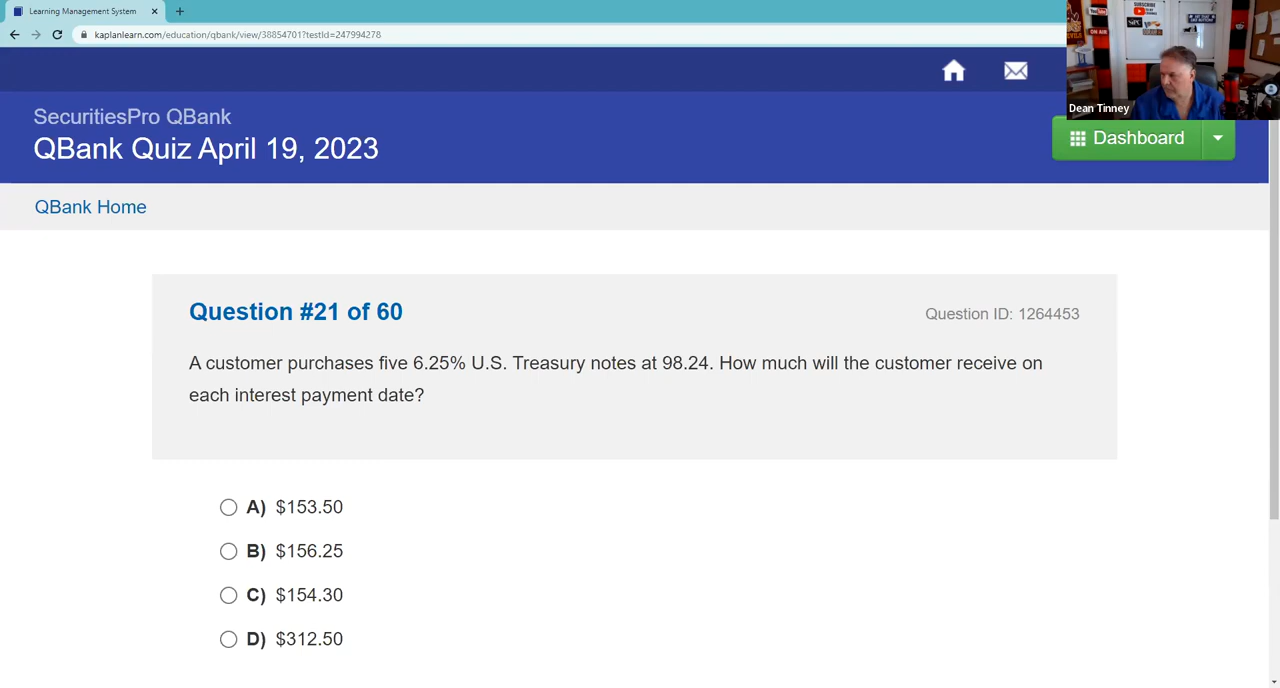 Learning Management System
kaplanlearn.com/education/qbank/view/38854701?testId=247994278
SUBSCRIBE
ON AIR
Dean Tinney
SecuritiesPro QBank
QBank Quiz April 19, 2023
Dashboard
QBank Home
Question #21 of 60
Question ID: 1264453
A customer purchases five 6.25% U.S. Treasury notes at 98.24. How much will the customer receive on
each interest payment date?
A) $153.50
B) $156.25
C) $154.30
D) $312.50